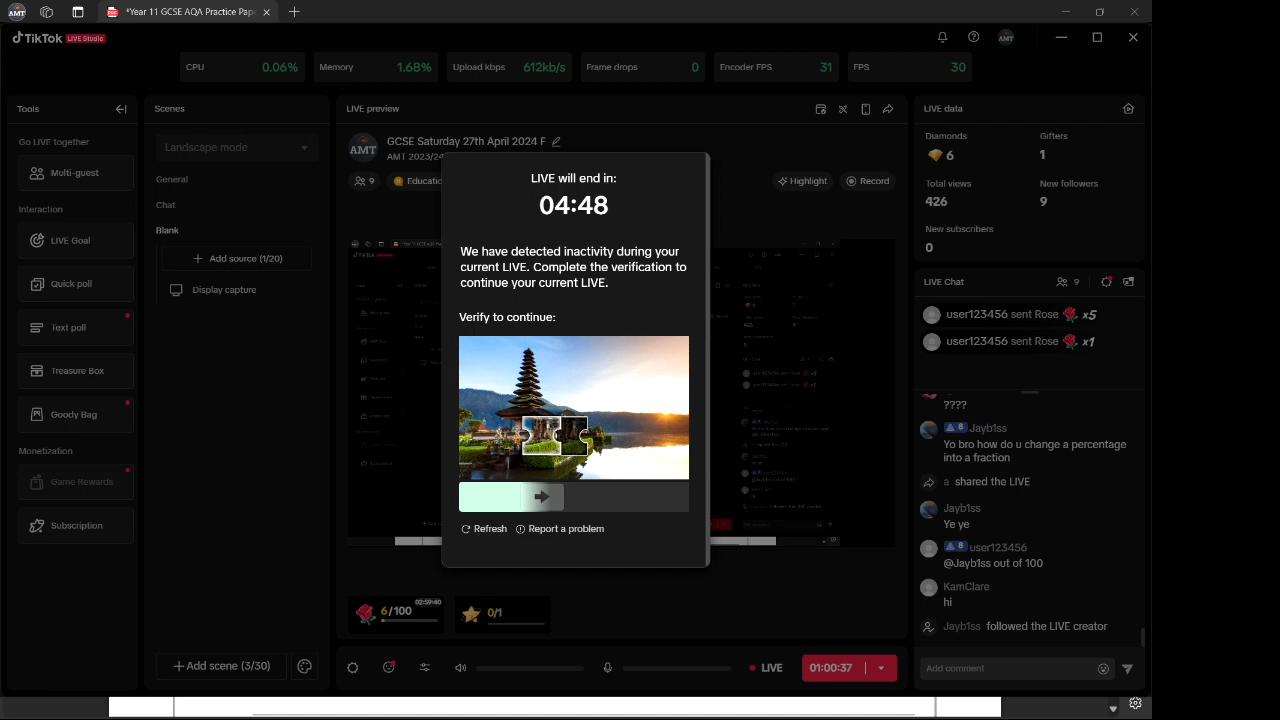 *Year 11 GCSE AQA Practice Pape
TikTok LIVE Studio
AMT
CPU 0.06%
Memory 1.68%
Upload kbps 612kb/s
Frame drops 0
Encoder FPS 31
FPS 30
Tools
Go LIVE together
Multi-guest
Interaction
LIVE Goal
Quick poll
Text poll
Treasure Box
Goody Bag
Monetization
Game Rewards
Subscription
Scenes
Landscape mode
General
Chat
Blank
Add source (1/20)
Display capture
Add scene (3/30)
LIVE preview
AMT
GCSE Saturday 27th April 2024 F
AMT 2023/24
9
Educatio
Highlight
Record
LIVE will end in:
04:48
We have detected inactivity during your
current LIVE. Complete the verification to
continue your current LIVE.
Verify to continue:
Refresh
Report a problem
6/100
02:59:40
0/1
LIVE
01:00:37
LIVE data
Diamonds
6
Gifters
1
Total views
426
New followers
9
New subscribers
0
LIVE Chat
9
user123456 sent Rose x5
user123456 sent Rose x1
????
8 Jayb1ss
Yo bro how do u change a percentage
into a fraction
a shared the LIVE
Jayb1ss
Ye ye
8 user123456
@Jayb1ss out of 100
KamClare
hi
Jayb1ss followed the LIVE creator
Add comment